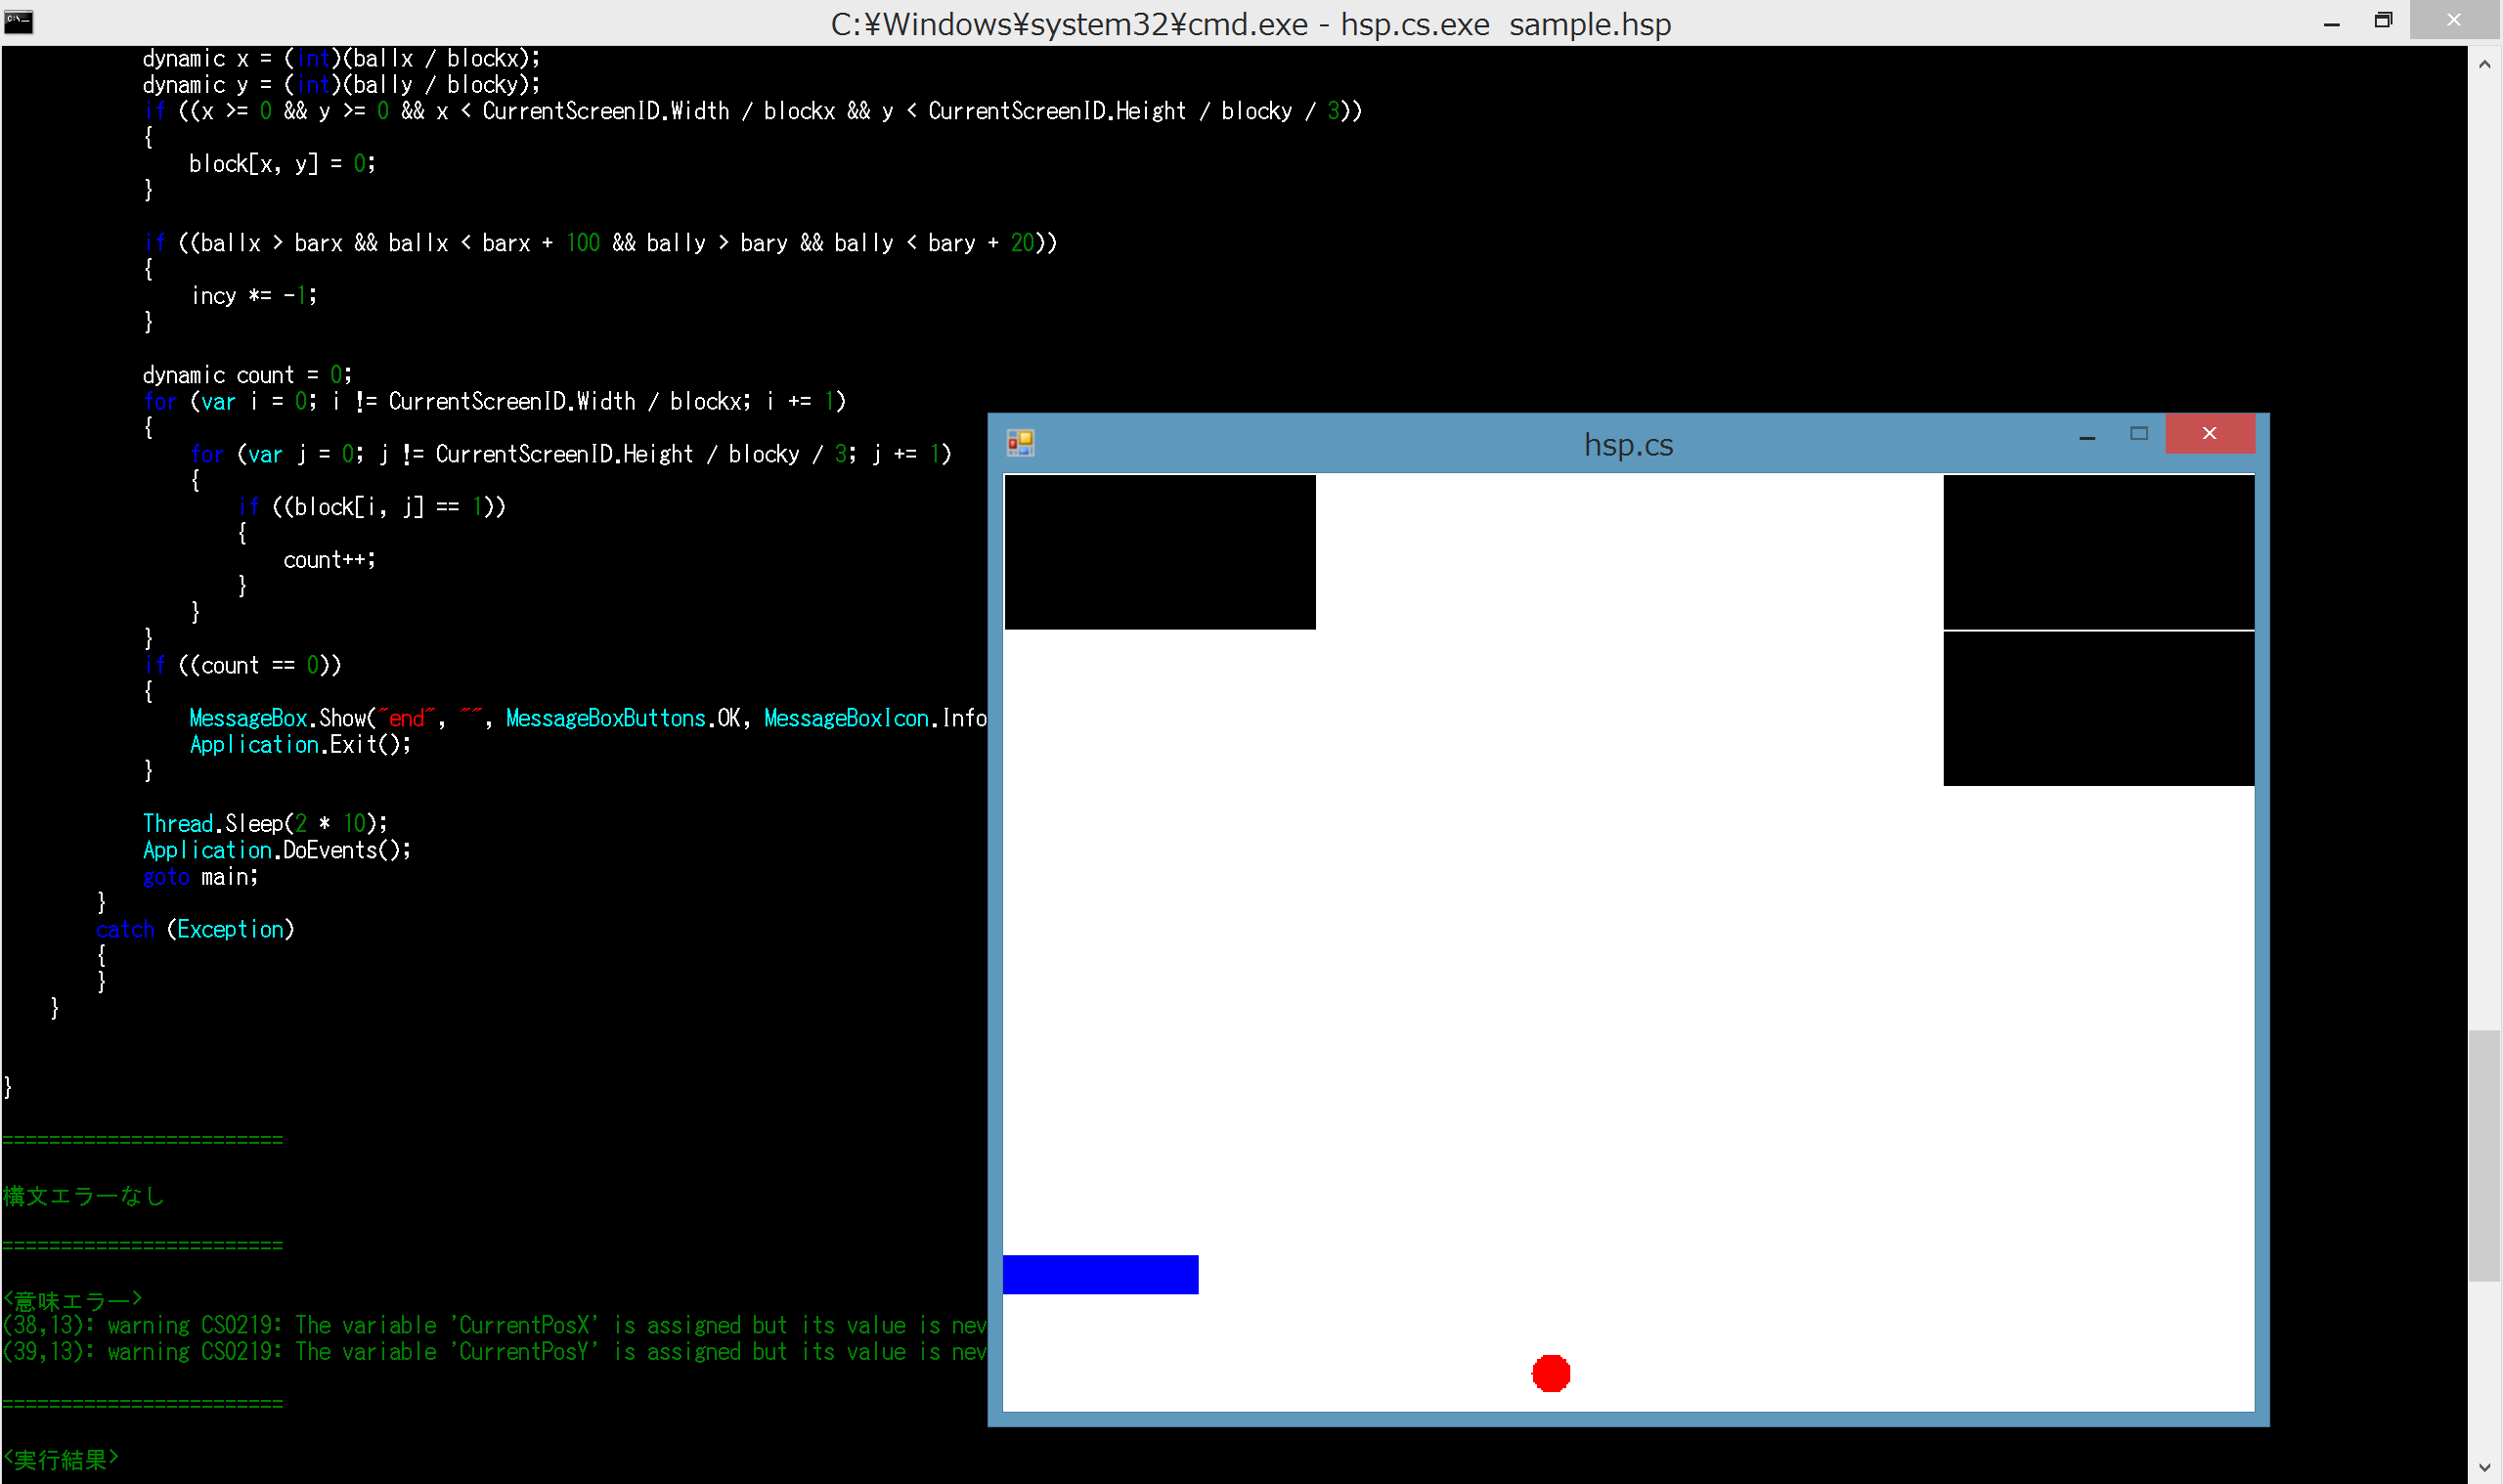 C:¥Windows¥system32¥cmd.exe - hsp.cs.exe  sample.hsp
dynamic x = (int)(ballx / blockx);
dynamic y = (int)(bally / blocky);
if ((x >= 0 && y >= 0 && x < CurrentScreenID.Width / blockx && y < CurrentScreenID.Height / blocky / 3))
{
block[x, y] = 0;
}
if ((ballx > barx && ballx < barx + 100 && bally > bary && bally < bary + 20))
{
incy *= -1;
}
dynamic count = 0;
for (var i = 0; i != CurrentScreenID.Width / blockx; i += 1)
{
for (var j = 0; j != CurrentScreenID.Height / blocky / 3; j += 1)
{
if ((block[i, j] == 1))
{
count++;
}
}
}
if ((count == 0))
{
MessageBox.Show("end", "", MessageBoxButtons.OK, MessageBoxIcon.Info
Application.Exit();
}
Thread.Sleep(2 * 10);
Application.DoEvents();
goto main;
}
catch (Exception)
{
}
}
}
========================
構文エラーなし
========================
<意味エラー>
(38,13): warning CS0219: The variable 'CurrentPosX' is assigned but its value is nev
(39,13): warning CS0219: The variable 'CurrentPosY' is assigned but its value is nev
========================
<実行結果>
hsp.cs